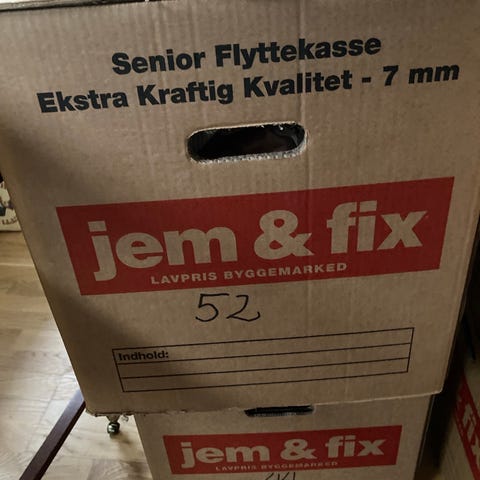 Senior Flyttekasse
Ekstra Kraftig Kvalitet - 7 mm
jem & fix
LAVPRIS BYGGEMARKED
52
Indhold:
jem & fix
LAVPRIS BYGGEMARKED